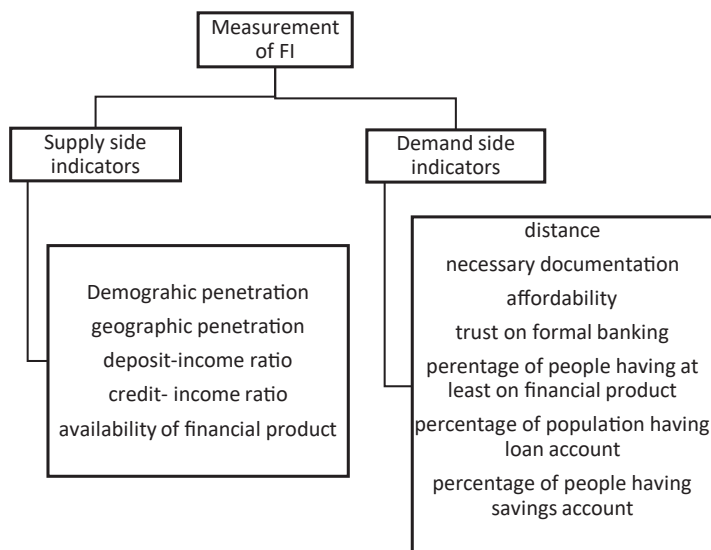 Measurement
of FI
Supply side
indicators
Demand side
indicators
Demograhic penetration
geographic penetration
deposit-income ratio
credit- income ratio
availability of financial product
distance
necessary documentation
affordability
trust on formal banking
perentage of people having at
least on financial product
percentage of population having
loan account
percentage of people having
savings account